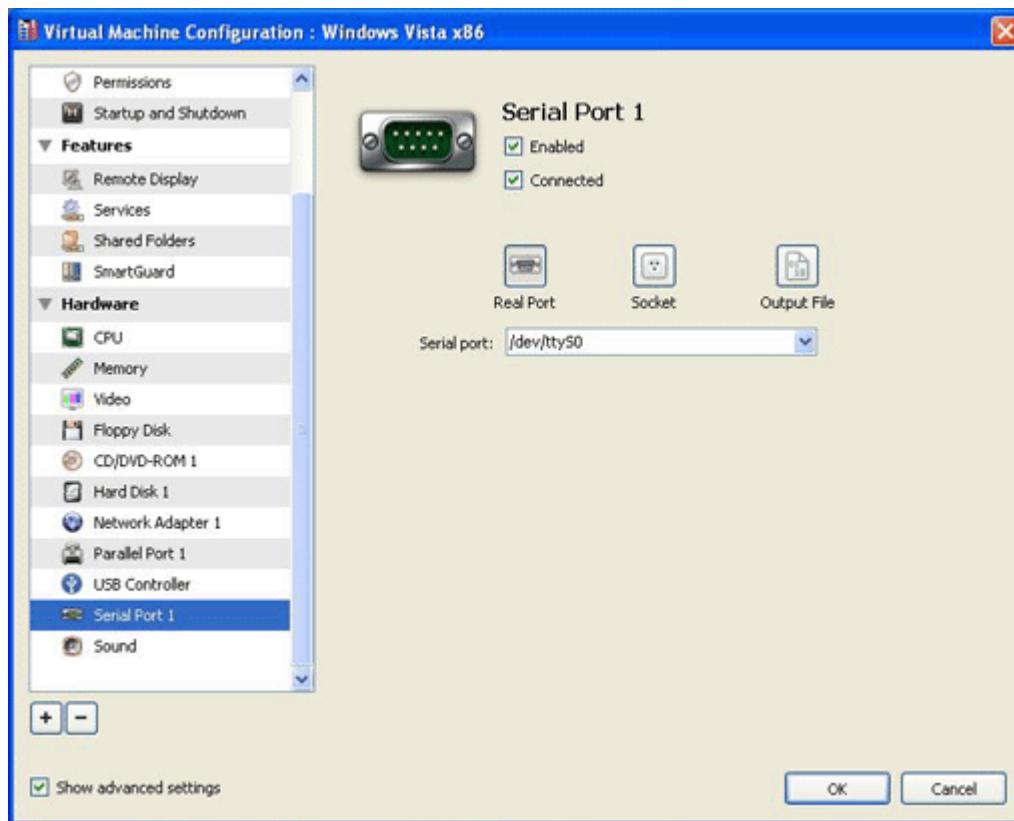 Virtual Machine Configuration : Windows Vista x86
Permissions
Startup and Shutdown
Features
Remote Display
Services
Shared Folders
SmartGuard
Hardware
CPU
Memory
Video
Floppy Disk
CD/DVD-ROM 1
Hard Disk 1
Network Adapter 1
Parallel Port 1
USB Controller
Serial Port 1
Sound
Show advanced settings
Serial Port 1
Enabled
Connected
Real Port Socket Output File
Serial port: /dev/ttyS0
OK Cancel